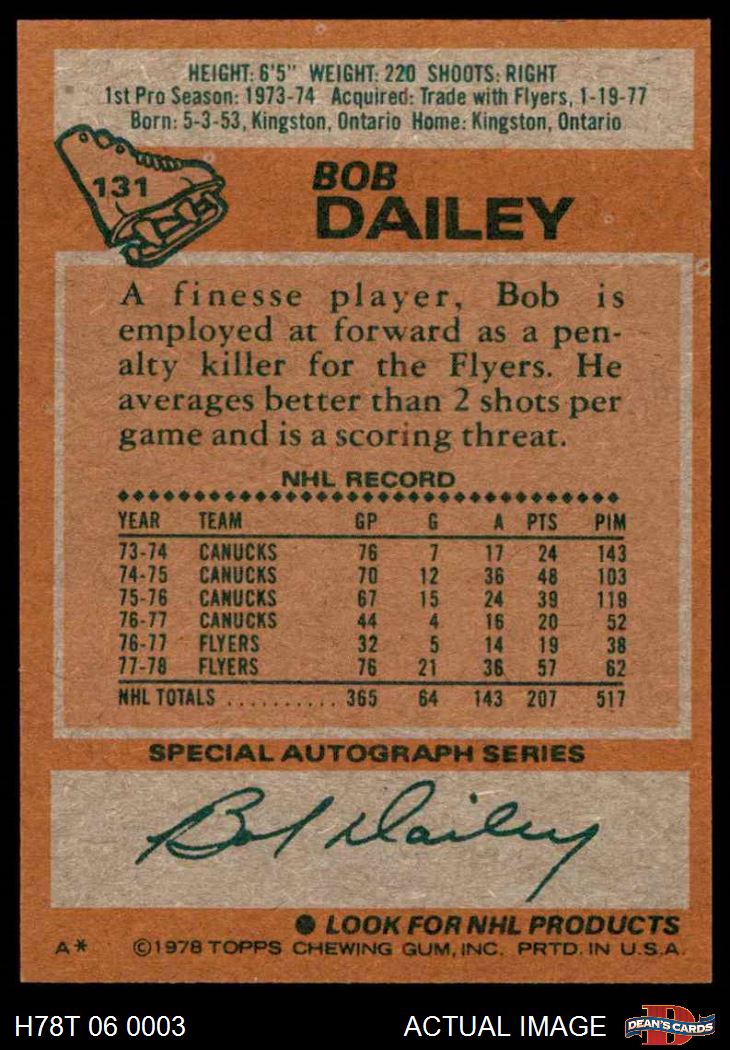 HEIGHT: 6'5" WEIGHT: 220 SHOOTS: RIGHT
1st Pro Season: 1973-74 Acquired: Trade with Flyers, 1-19-77
Born: 5-3-53, Kingston, Ontario Home: Kingston, Ontario
131
BOB
DAILEY
A finesse player, Bob is
employed at forward as a pen-
alty killer for the Flyers. He
averages better than 2 shots per
game and is a scoring threat.
NHL RECORD
YEAR TEAM GP G A PTS PIM
73-74 CANUCKS 76 7 17 24 143
74-75 CANUCKS 70 12 36 48 103
75-76 CANUCKS 67 15 24 39 119
76-77 CANUCKS 44 4 16 20 52
76-77 FLYERS 32 5 14 19 38
77-78 FLYERS 76 21 36 57 62
NHL TOTALS .......... 365 64 143 207 517
SPECIAL AUTOGRAPH SERIES
Bob Dailey
● LOOK FOR NHL PRODUCTS
A* ©1978 TOPPS CHEWING GUM, INC. PRTD. IN U.S.A.
H78T 06 0003 ACTUAL IMAGE D DEAN'S CARDS